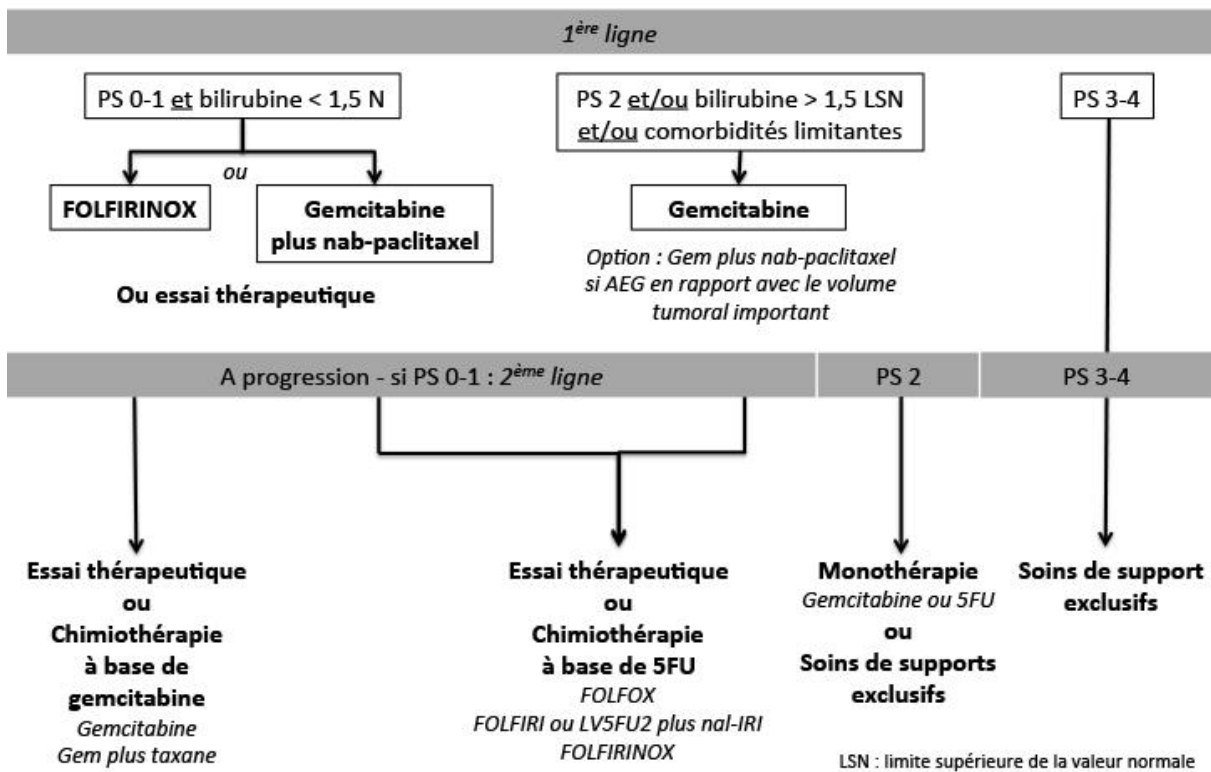 1ère ligne
PS 0-1 et bilirubine < 1,5 N
ou
FOLFIRINOX
Gemcitabine
plus nab-paclitaxel
Ou essai thérapeutique
PS 2 et/ou bilirubine > 1,5 LSN
et/ou comorbidités limitantes
Gemcitabine
Option : Gem plus nab-paclitaxel
si AEG en rapport avec le volume
tumoral important
PS 3-4
A progression - si PS 0-1 : 2ème ligne
PS 2
PS 3-4
Essai thérapeutique
ou
Chimiothérapie
à base de
gemcitabine
Gemcitabine
Gem plus taxane
Essai thérapeutique
ou
Chimiothérapie
à base de 5FU
FOLFOX
FOLFIRI ou LV5FU2 plus nal-IRI
FOLFIRINOX
Monothérapie
Gemcitabine ou 5FU
ou
Soins de supports
exclusifs
Soins de support
exclusifs
LSN : limite supérieure de la valeur normale